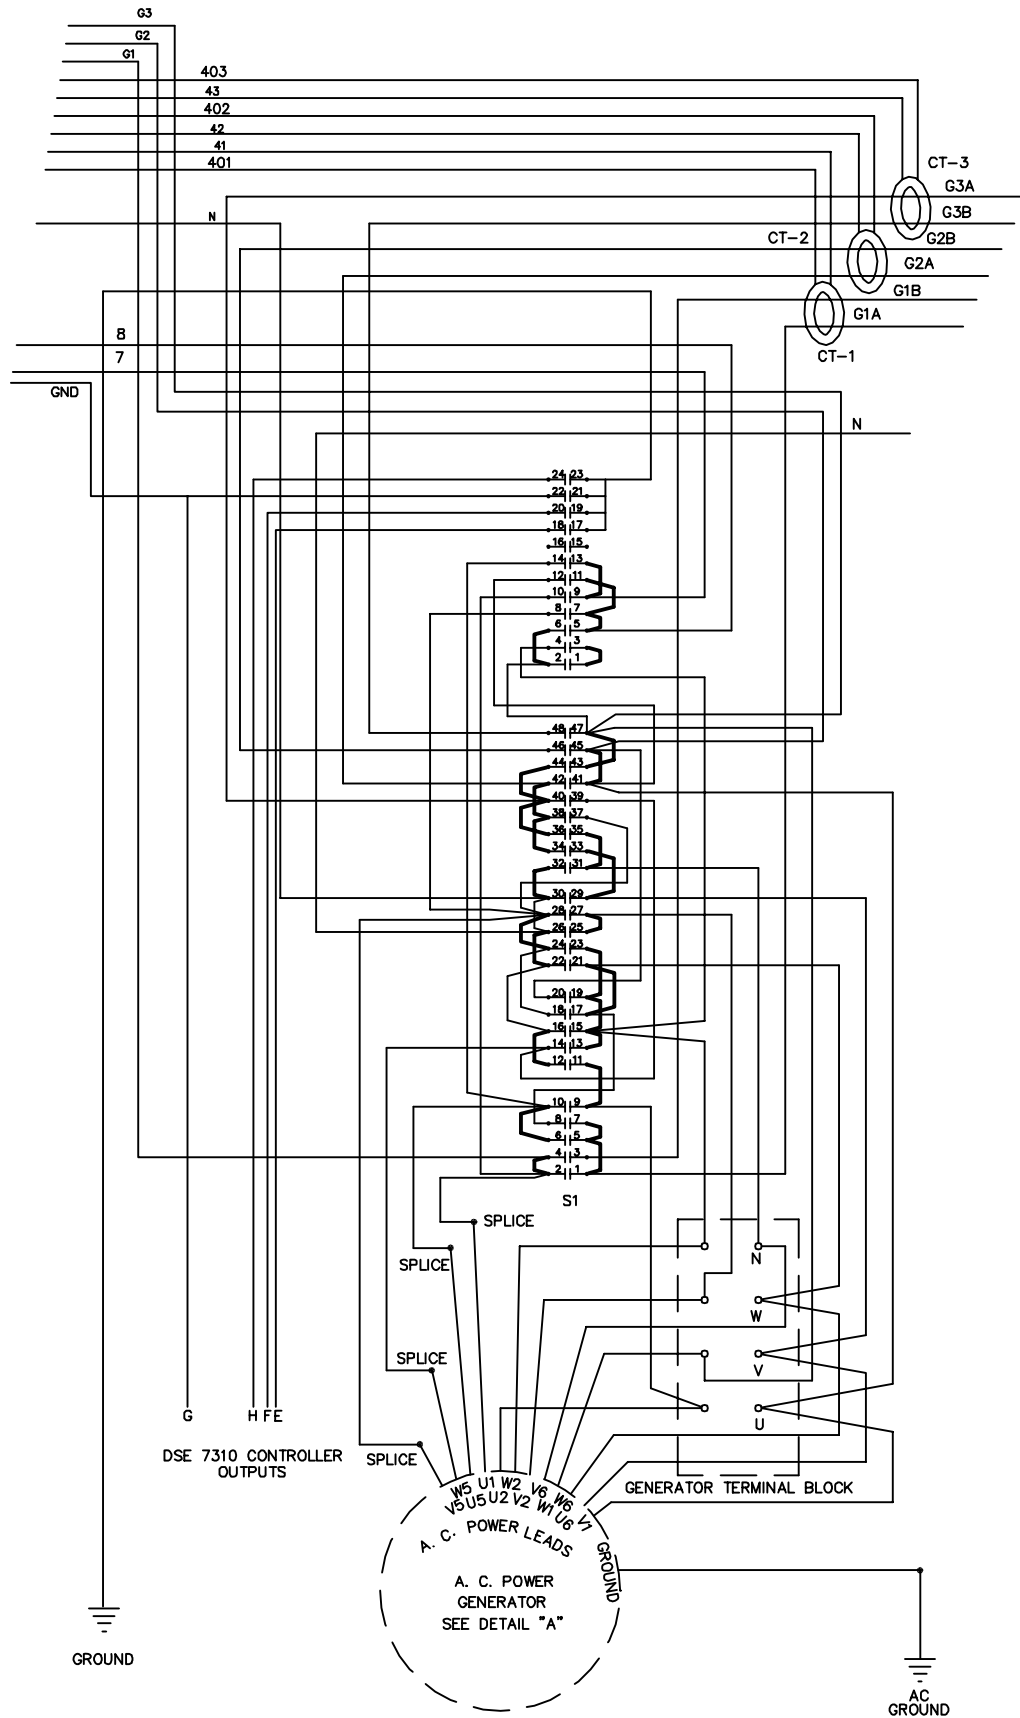 G3
G2
G1
403
43
402
42
41
401
CT-3
G3A
N
G3B
CT-2
G2B
G2A
G1B
8
G1A
7
CT-1
GND
N
24 23
22 21
20 19
18 17
16 15
14 13
12 11
10 9
8 7
6 5
4 3
2 1
48 47
46 45
44 43
42 41
40 39
38 37
36 35
34 33
32 31
30 29
28 27
26 25
24 23
22 21
20 19
18 17
16 15
14 13
12 11
10 9
8 7
6 5
4 3
2 1
S1
SPLICE
SPLICE
N
W
SPLICE
V
G
H F E
U
DSE 7310 CONTROLLER
OUTPUTS
SPLICE
GENERATOR TERMINAL BLOCK
V5 W5 U5 U1 U2 W2 V2 V6 W1 W6 U6 V1
A. C. POWER LEADS
GROUND
A. C. POWER
GENERATOR
SEE DETAIL "A"
GROUND
AC
GROUND